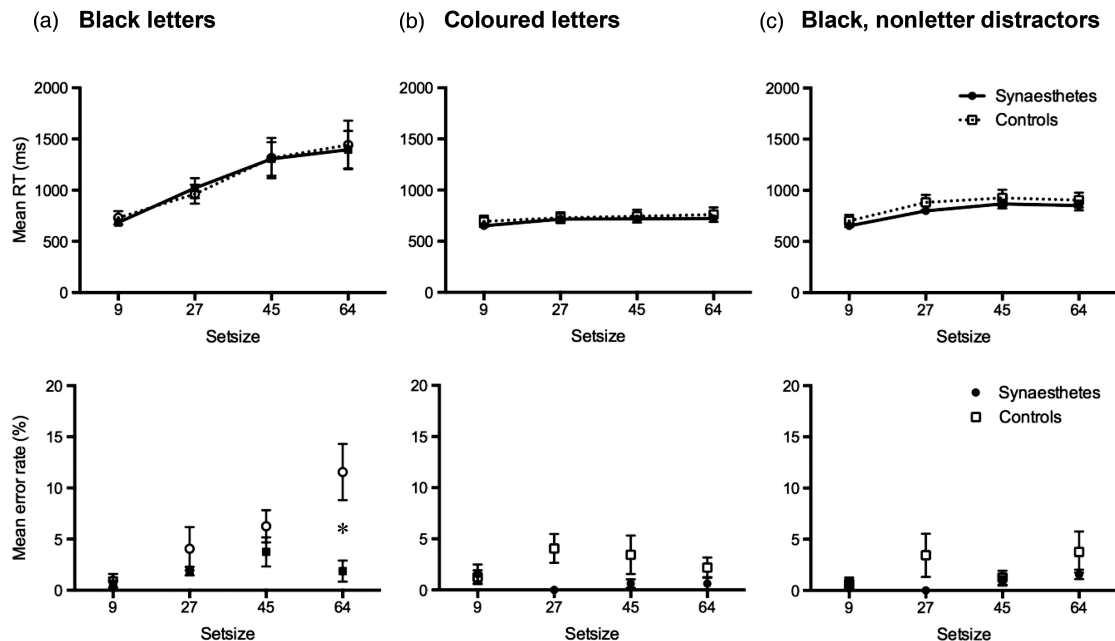 (a) Black letters
(b) Coloured letters
(c) Black, nonletter distractors
Mean RT (ms)
2000
1500
1000
500
0
9 27 45 64
Setsize
9 27 45 64
Setsize
Synaesthetes
Controls
2000
1500
1000
500
0
2000
1500
1000
500
0
9 27 45 64
Setsize
Mean error rate (%)
20
15
10
5
0
*
9 27 45 64
Setsize
20
15
10
5
0
9 27 45 64
Setsize
Synaesthetes
Controls
20
15
10
5
0
9 27 45 64
Setsize